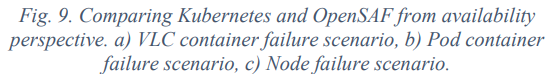 Fig. 9. Comparing Kubernetes and OpenSAF from availability
perspective. a) VLC container failure scenario, b) Pod container
failure scenario, c) Node failure scenario.